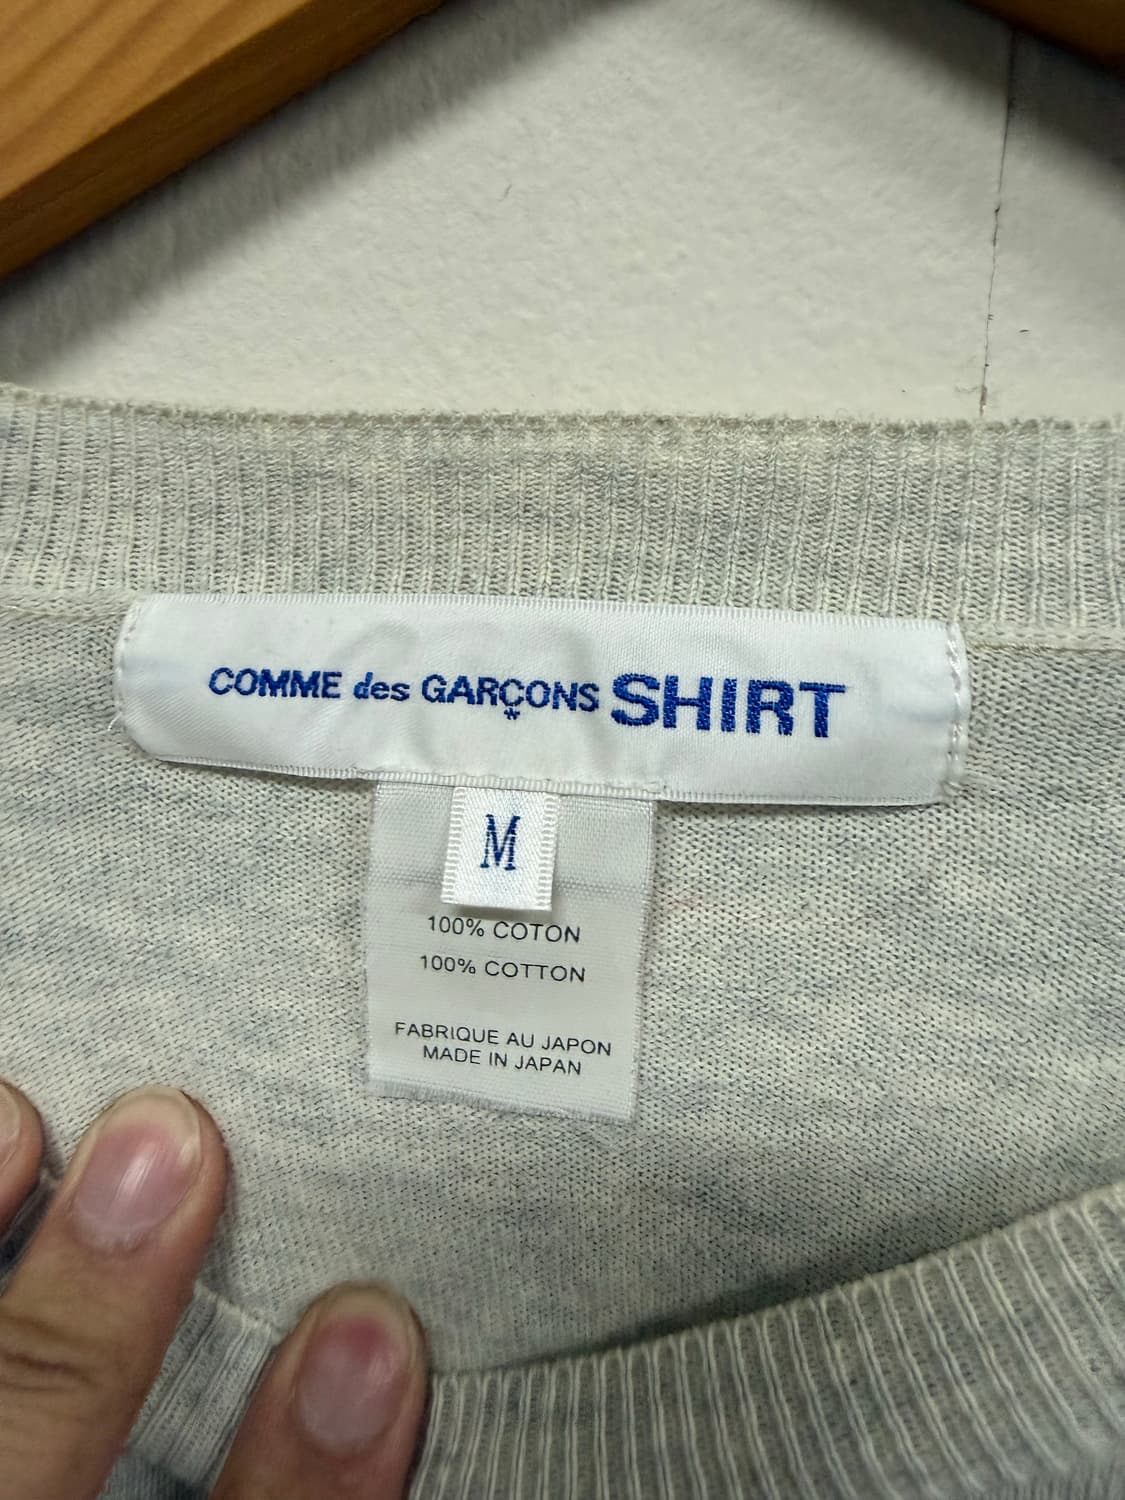 COMME des GARÇONS SHIRT
M
100% COTON
100% COTTON
FABRIQUE AU JAPON
MADE IN JAPAN